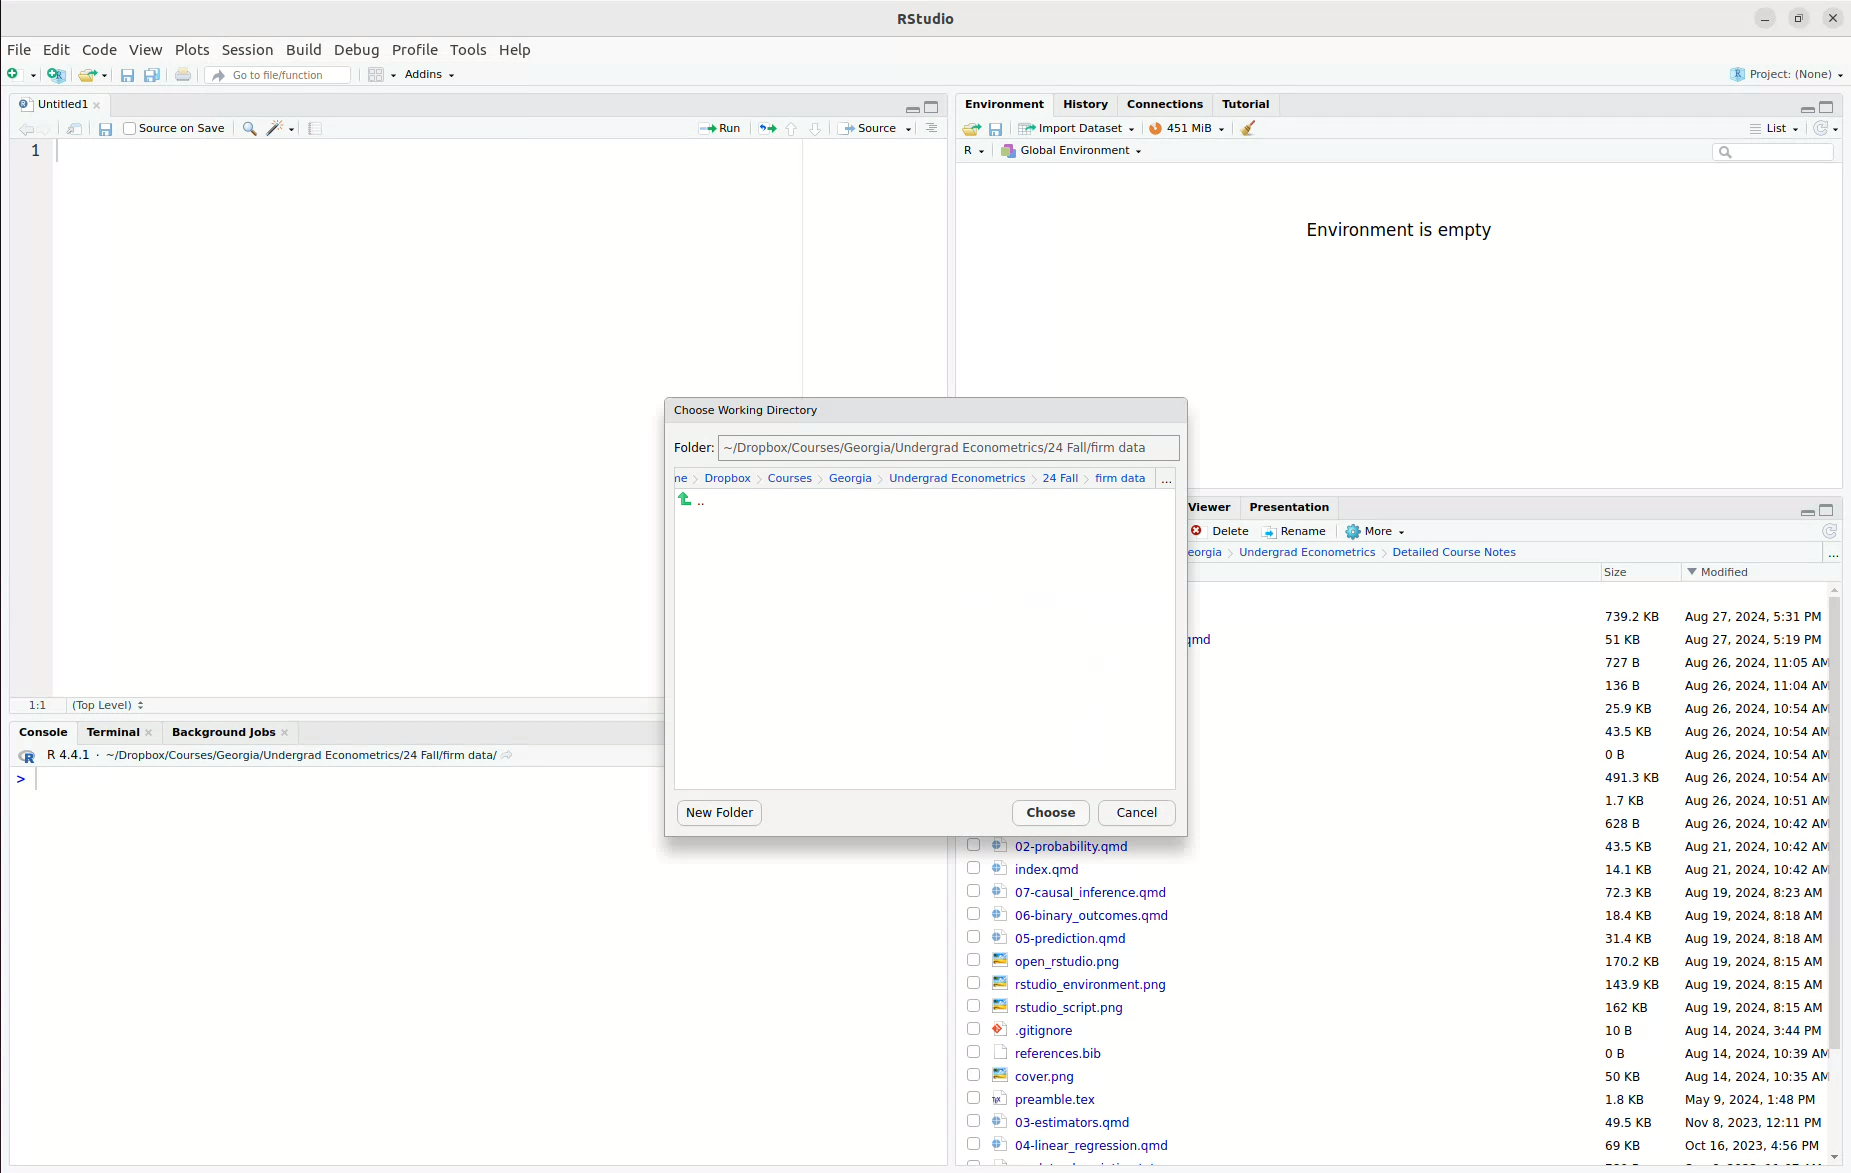 RStudio
File Edit Code View Plots Session Build Debug Profile Tools Help
Go to file/function Addins Project: (None)
Untitled1
Source on Save Run Source
1
1:1 (Top Level)
Environment History Connections Tutorial
Import Dataset 451 MiB List
R Global Environment
Environment is empty
Console Terminal Background Jobs
R 4.4.1 · ~/Dropbox/Courses/Georgia/Undergrad Econometrics/24 Fall/firm data/
>
Choose Working Directory
Folder: ~/Dropbox/Courses/Georgia/Undergrad Econometrics/24 Fall/firm data
me Dropbox Courses Georgia Undergrad Econometrics 24 Fall firm data ...
..
New Folder Choose Cancel
Viewer Presentation
Delete Rename More
eorgia Undergrad Econometrics Detailed Course Notes ...
Size Modified
739.2 KB Aug 27, 2024, 5:31 PM
qmd 51 KB Aug 27, 2024, 5:19 PM
727 B Aug 26, 2024, 11:05 AM
136 B Aug 26, 2024, 11:04 AM
25.9 KB Aug 26, 2024, 10:54 AM
43.5 KB Aug 26, 2024, 10:54 AM
0 B Aug 26, 2024, 10:54 AM
491.3 KB Aug 26, 2024, 10:54 AM
1.7 KB Aug 26, 2024, 10:51 AM
628 B Aug 26, 2024, 10:42 AM
02-probability.qmd 43.5 KB Aug 21, 2024, 10:42 AM
index.qmd 14.1 KB Aug 21, 2024, 10:42 AM
07-causal_inference.qmd 72.3 KB Aug 19, 2024, 8:23 AM
06-binary_outcomes.qmd 18.4 KB Aug 19, 2024, 8:18 AM
05-prediction.qmd 31.4 KB Aug 19, 2024, 8:18 AM
open_rstudio.png 170.2 KB Aug 19, 2024, 8:15 AM
rstudio_environment.png 143.9 KB Aug 19, 2024, 8:15 AM
rstudio_script.png 162 KB Aug 19, 2024, 8:15 AM
.gitignore 10 B Aug 14, 2024, 3:44 PM
references.bib 0 B Aug 14, 2024, 10:39 AM
cover.png 50 KB Aug 14, 2024, 10:35 AM
preamble.tex 1.8 KB May 9, 2024, 1:48 PM
03-estimators.qmd 49.5 KB Nov 8, 2023, 12:11 PM
04-linear_regression.qmd 69 KB Oct 16, 2023, 4:56 PM